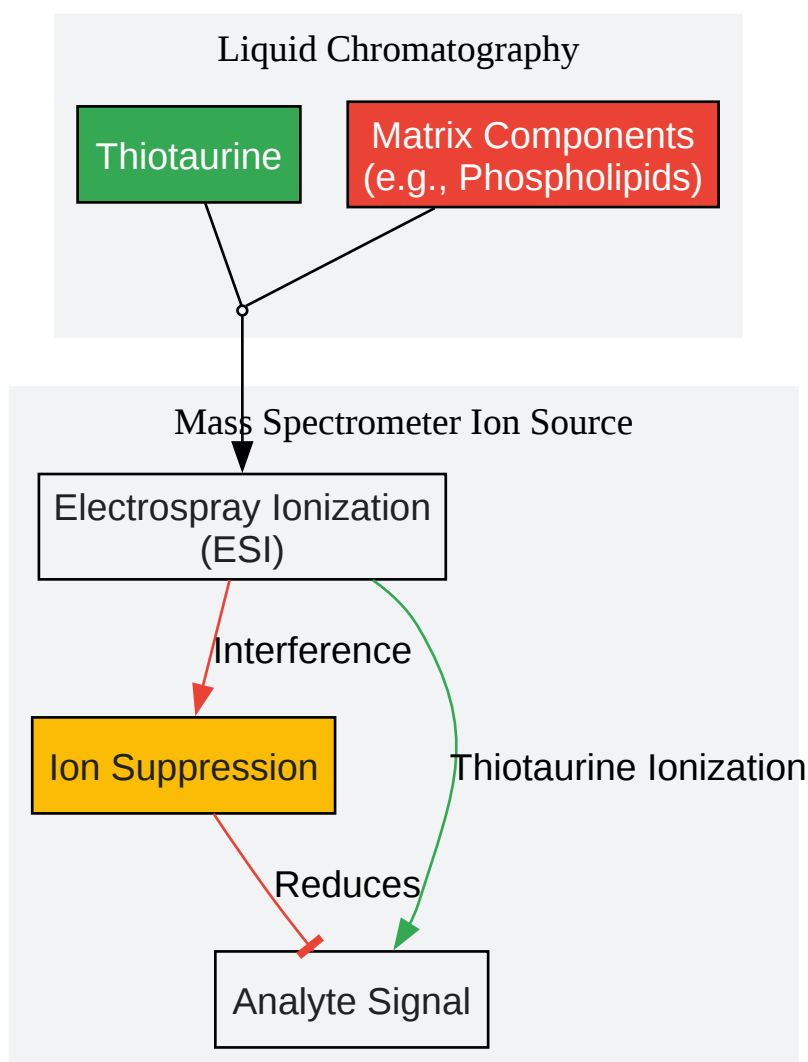 Liquid Chromatography
Thiotaurine
Matrix Components
(e.g., Phospholipids)
Mass Spectrometer Ion Source
Electrospray Ionization
(ESI)
Interference
Ion Suppression
Thiotaurine Ionization
Reduces
Analyte Signal